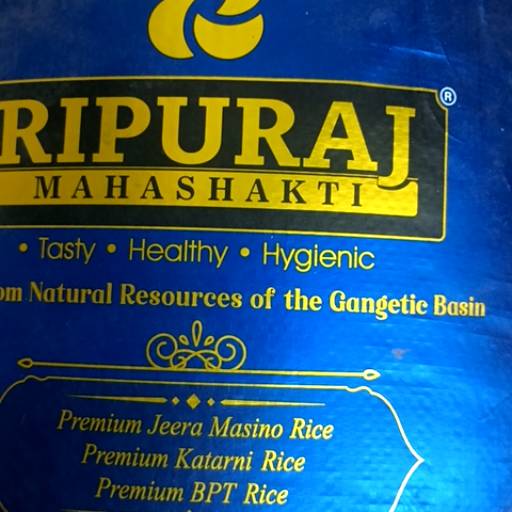 RIPURAJ ®
MAHASHAKTI
• Tasty • Healthy • Hygienic
om Natural Resources of the Gangetic Basin
Premium Jeera Masino Rice
Premium Katarni Rice
Premium BPT Rice